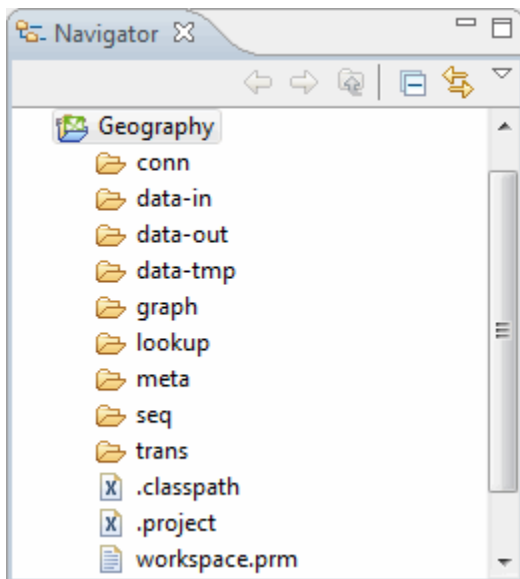 Navigator
Geography
conn
data-in
data-out
data-tmp
graph
lookup
meta
seq
trans
.classpath
.project
workspace.prm